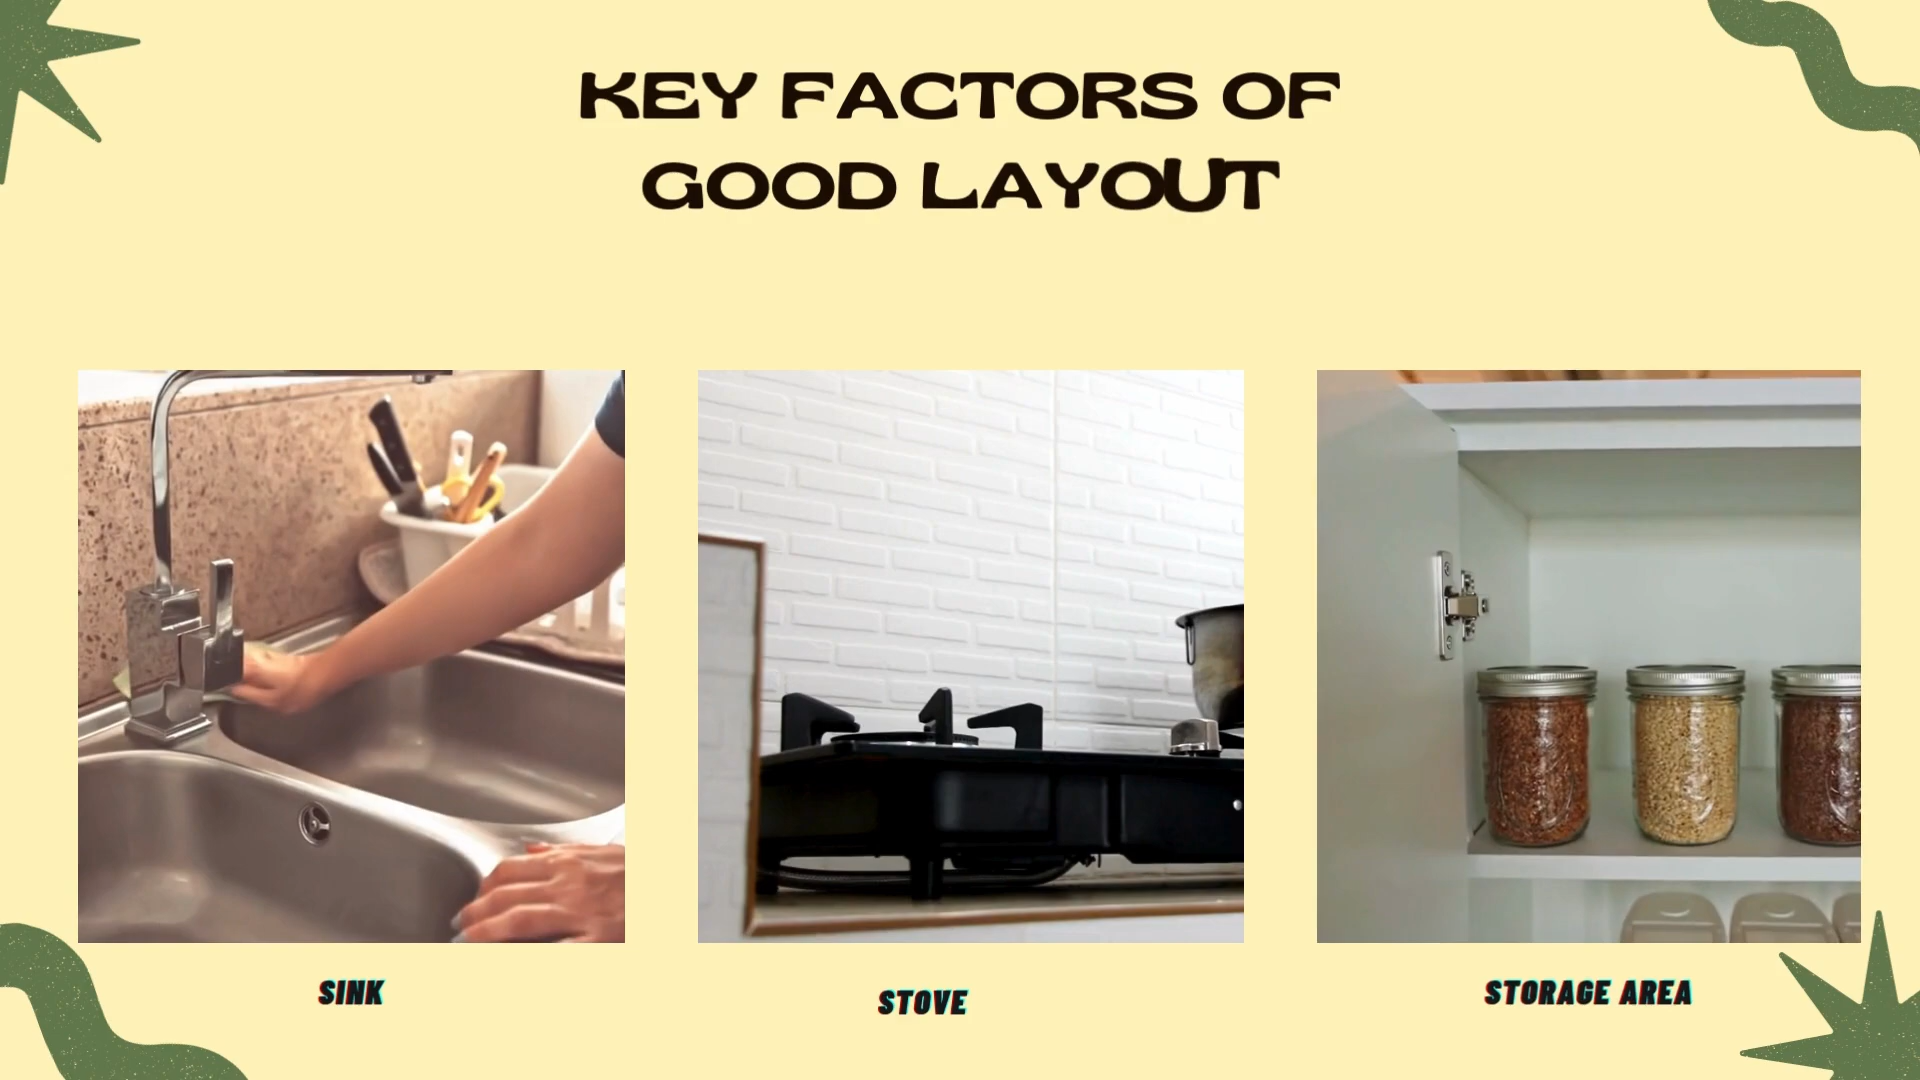 KEY FACTORS OF
GOOD LAYOUT
SINK
STOVE
STORAGE AREA